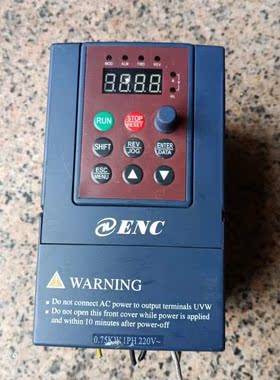 MOD ALM FWD REV
8.8.8.8.
RUN
STOP
RESET
SHIFT
REV
JOG
ENTER
DATA
ESC
MENU
ENC
WARNING
Do not connect AC power to output terminals UVW
Do not open this front cover while power is applied
and within 10 minutes after power-off
0.75KW 1PH 220V~